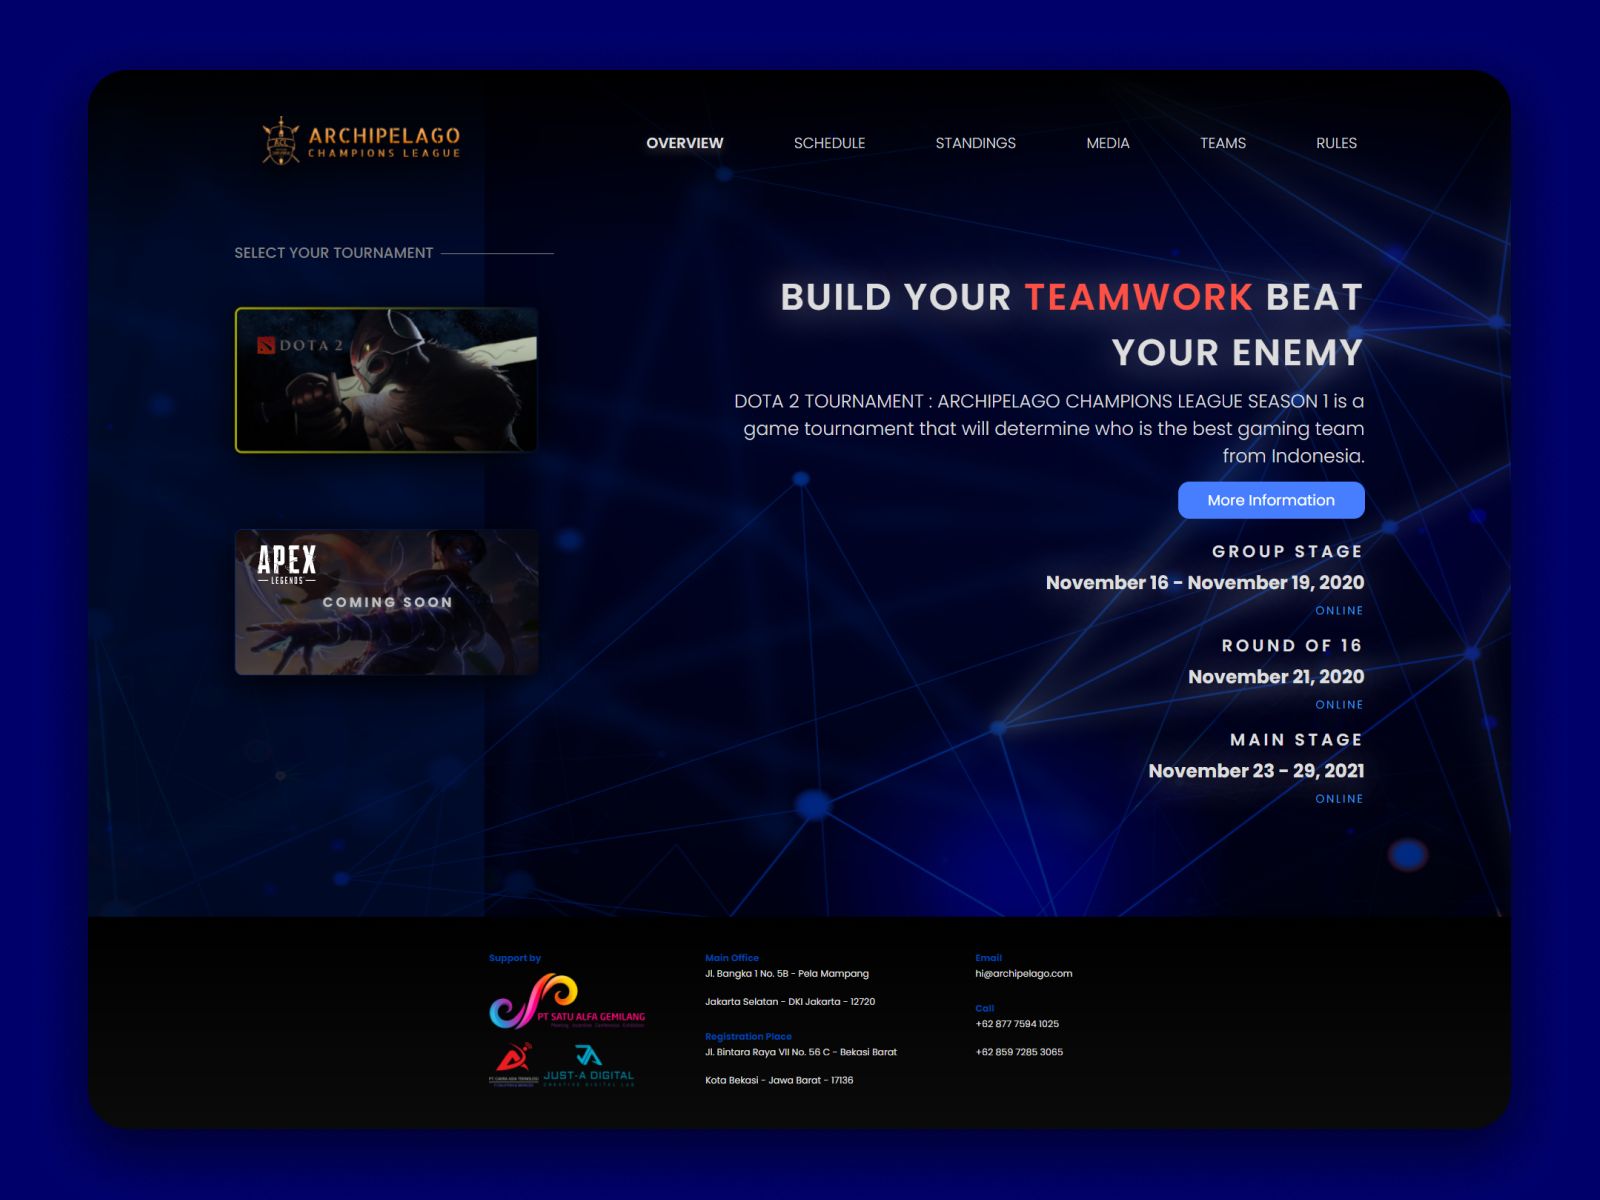 ACL
ARCHIPELAGO
CHAMPIONS LEAGUE
OVERVIEW
SCHEDULE
STANDINGS
MEDIA
TEAMS
RULES
SELECT YOUR TOURNAMENT
DOTA 2
APEX
LEGENDS
COMING SOON
BUILD YOUR TEAMWORK BEAT
YOUR ENEMY
DOTA 2 TOURNAMENT : ARCHIPELAGO CHAMPIONS LEAGUE SEASON 1 is a
game tournament that will determine who is the best gaming team
from Indonesia.
More Information
GROUP STAGE
November 16 - November 19, 2020
ONLINE
ROUND OF 16
November 21, 2020
ONLINE
MAIN STAGE
November 23 - 29, 2021
ONLINE
Support by
PT SATU ALFA GEMILANG
JUST-A DIGITAL
CREATIVE DIGITAL LAB
Main Office
Jl. Bangka 1 No. 5B - Pela Mampang
Jakarta Selatan - DKI Jakarta - 12720
Registration Place
Jl. Bintara Raya VII No. 56 C - Bekasi Barat
Kota Bekasi - Jawa Barat - 17136
Email
hi@archipelago.com
Call
+62 877 7594 1025
+62 859 7285 3065